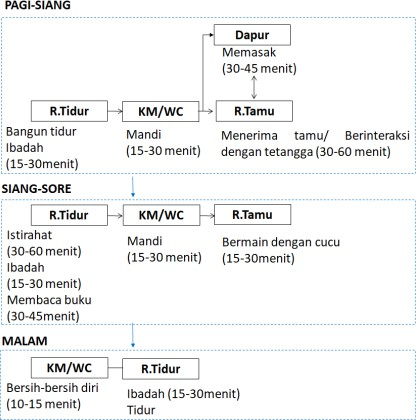 PAGI-SIANG
Dapur
Memasak
(30-45 menit)
R.Tidur
KM/WC
R.Tamu
Bangun tidur
Ibadah
(15-30menit)
Mandi
(15-30 menit)
Menerima tamu/ Berinteraksi
dengan tetangga (30-60 menit)
SIANG-SORE
R.Tidur
KM/WC
R.Tamu
Istirahat
(30-60 menit)
Ibadah
(15-30 menit)
Membaca buku
(30-45menit)
Mandi
(15-30 menit)
Bermain dengan cucu
(15-30menit)
MALAM
KM/WC
R.Tidur
Bersih-bersih diri
(10-15 menit)
Ibadah (15-30menit)
Tidur